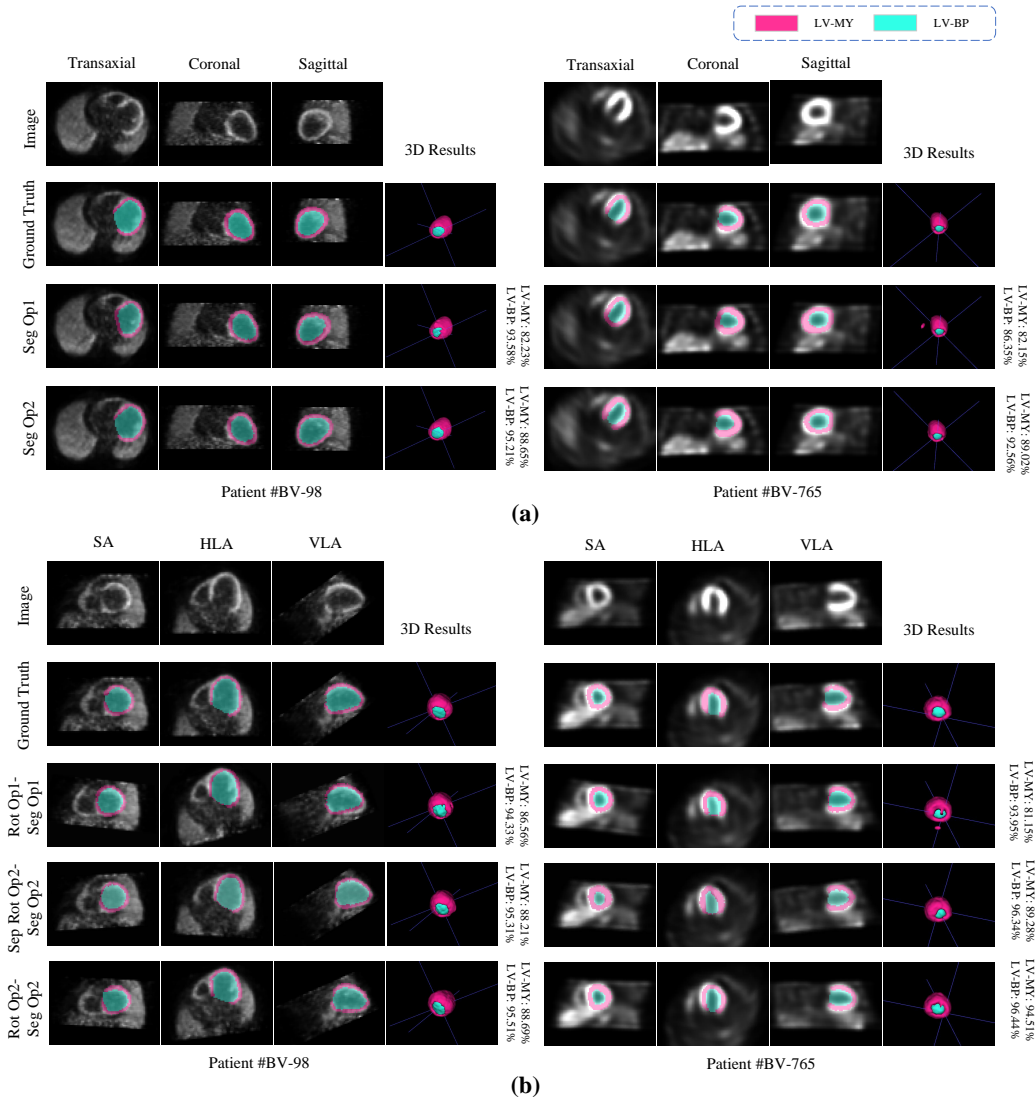 LV-MY LV-BP
Transaxial Coronal Sagittal
Transaxial Coronal Sagittal
Image
3D Results
3D Results
Ground Truth
Seg Op1
LV-MY: 82.23%
LV-BP: 93.58%
LV-MY: 82.15%
LV-BP: 86.35%
Seg Op2
LV-MY: 88.65%
LV-BP: 95.21%
LV-MY: 89.02%
LV-BP: 92.56%
Patient #BV-98
Patient #BV-765
(a)
SA HLA VLA
SA HLA VLA
Image
3D Results
3D Results
Ground Truth
Rot Op1-
Seg Op1
LV-MY: 86.56%
LV-BP: 94.33%
LV-MY: 81.15%
LV-BP: 93.95%
Sep Rot Op2-
Seg Op2
LV-MY: 88.21%
LV-BP: 95.31%
LV-MY: 89.28%
LV-BP: 96.34%
Rot Op2-
Seg Op2
LV-MY: 88.69%
LV-BP: 95.51%
LV-MY: 94.51%
LV-BP: 96.44%
Patient #BV-98
Patient #BV-765
(b)